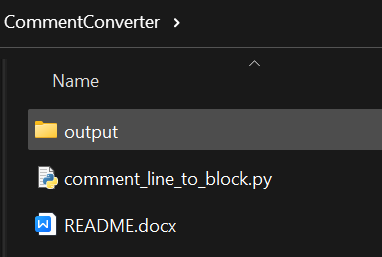 CommentConverter
Name
output
comment_line_to_block.py
README.docx